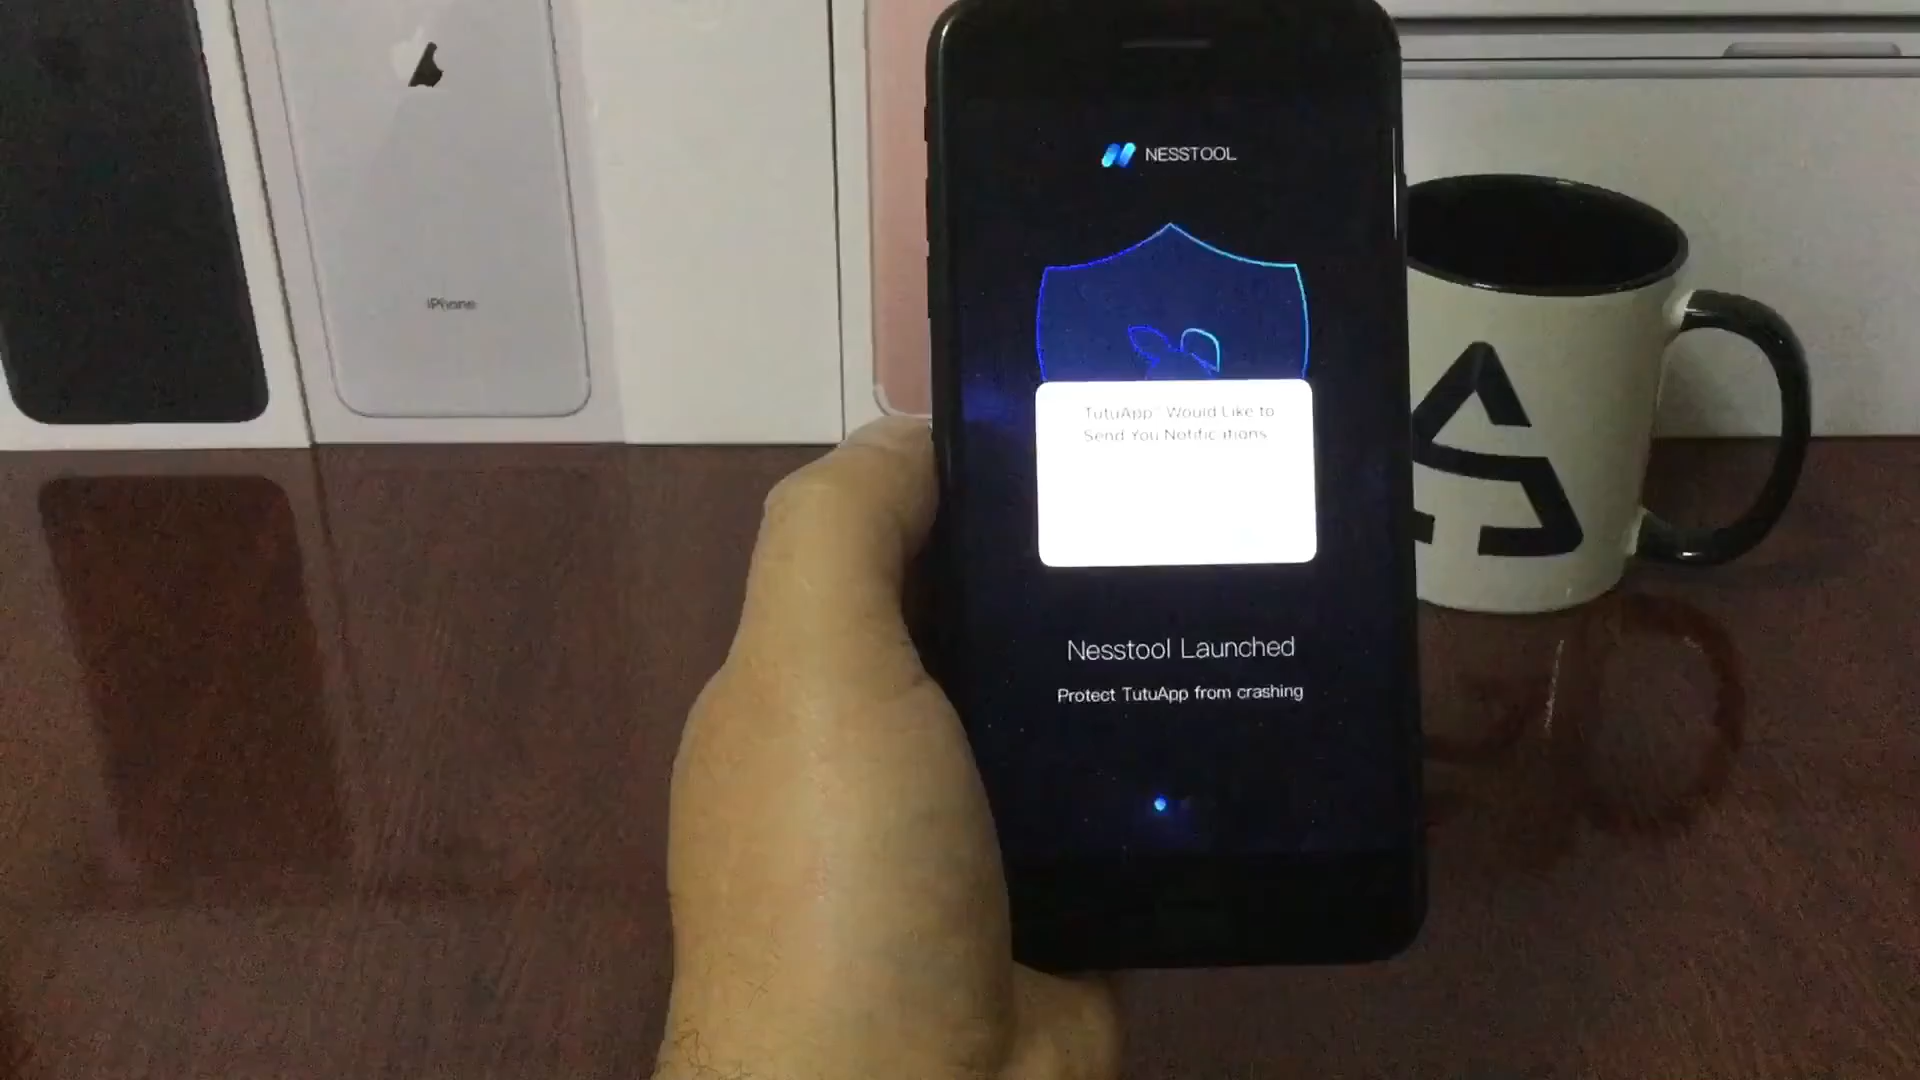 iPhone
NESSTOOL
TutuApp" Would Like to
Send You Notifications
Nesstool Launched
Protect TutuApp from crashing